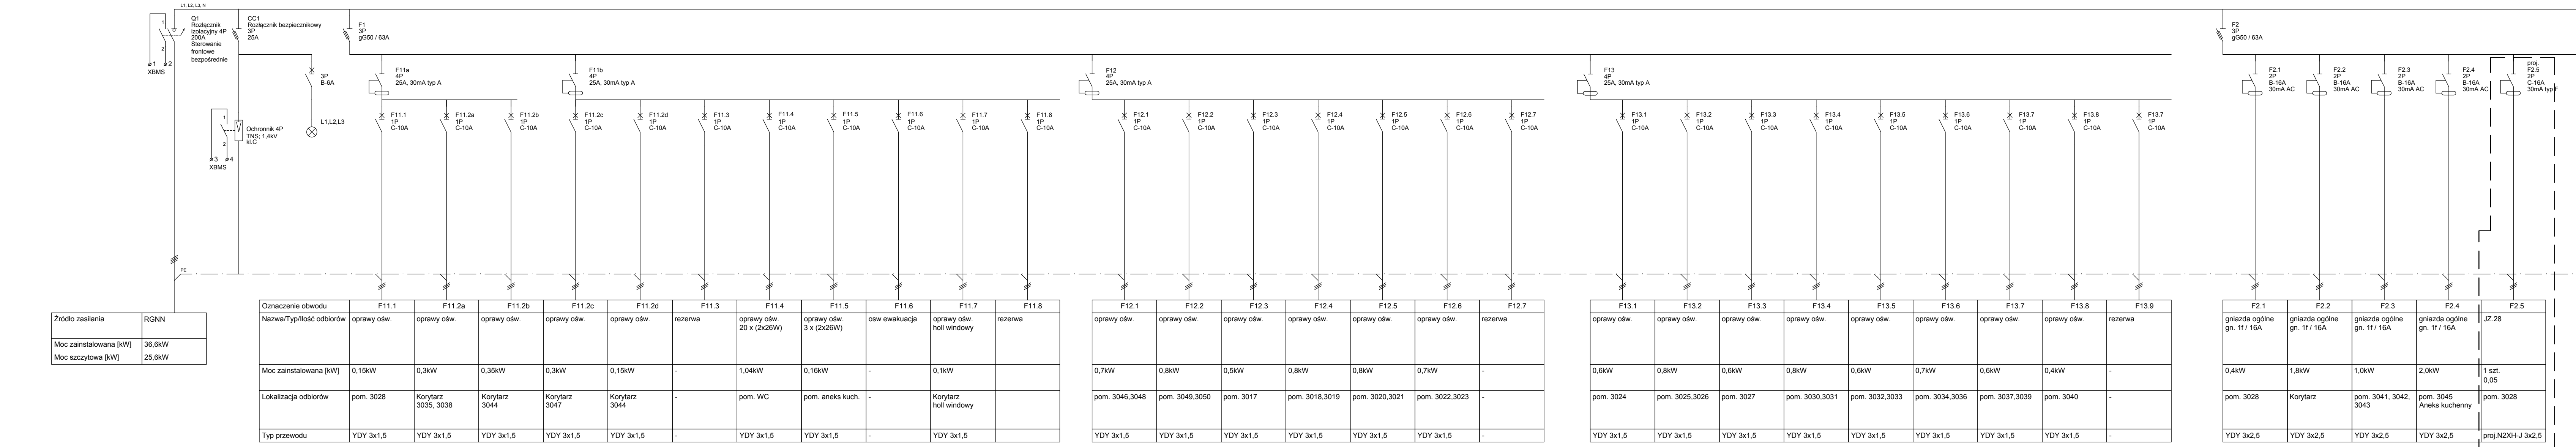 L1, L2, L3, N
Q1
Rozłącznik
izolacyjny 4P
200A
Sterowanie
frontowe
bezpośrednie
1
2
1 2
XBMS
CC1
Rozłącznik bezpiecznikowy
3P
25A
3P
B-6A
L1,L2,L3
1
2
3 4
XBMS
Ochronnik 4P
TNS; 1,4kV
kl.C
PE
F1
3P
gG50 / 63A
F11a
4P
25A, 30mA typ A
F11b
4P
25A, 30mA typ A
F12
4P
25A, 30mA typ A
F13
4P
25A, 30mA typ A
F2
3P
gG50 / 63A
F2.1
2P
B-16A
30mA AC
F2.2
2P
B-16A
30mA AC
F2.3
2P
B-16A
30mA AC
F2.4
2P
B-16A
30mA AC
proj.
F2.5
2P
C-16A
30mA typ F
F11.1
1P
C-10A
F11.2a
1P
C-10A
F11.2b
1P
C-10A
F11.2c
1P
C-10A
F11.2d
1P
C-10A
F11.3
1P
C-10A
F11.4
1P
C-10A
F11.5
1P
C-10A
F11.6
1P
C-10A
F11.7
1P
C-10A
F11.8
1P
C-10A
F12.1
1P
C-10A
F12.2
1P
C-10A
F12.3
1P
C-10A
F12.4
1P
C-10A
F12.5
1P
C-10A
F12.6
1P
C-10A
F12.7
1P
C-10A
F13.1
1P
C-10A
F13.2
1P
C-10A
F13.3
1P
C-10A
F13.4
1P
C-10A
F13.5
1P
C-10A
F13.6
1P
C-10A
F13.7
1P
C-10A
F13.8
1P
C-10A
F13.7
1P
C-10A
Źródło zasilania RGNN
Moc zainstalowana [kW] 36,6kW
Moc szczytowa [kW] 25,6kW
Oznaczenie obwodu F11.1 F11.2a F11.2b F11.2c F11.2d F11.3 F11.4 F11.5 F11.6 F11.7 F11.8
Nazwa/Typ/Ilość odbiorów oprawy ośw. oprawy ośw. oprawy ośw. oprawy ośw. oprawy ośw. rezerwa oprawy ośw. oprawy ośw. osw ewakuacja oprawy ośw. rezerwa
20 x (2x26W) 3 x (2x26W) holl windowy
Moc zainstalowana [kW] 0,15kW 0,3kW 0,35kW 0,3kW 0,15kW - 1,04kW 0,16kW - 0,1kW
Lokalizacja odbiorów pom. 3028 Korytarz Korytarz Korytarz Korytarz - pom. WC pom. aneks kuch. - Korytarz
3035, 3038 3044 3047 3044 holl windowy
Typ przewodu YDY 3x1,5 YDY 3x1,5 YDY 3x1,5 YDY 3x1,5 YDY 3x1,5 - YDY 3x1,5 YDY 3x1,5 - YDY 3x1,5
F12.1 F12.2 F12.3 F12.4 F12.5 F12.6 F12.7
oprawy ośw. oprawy ośw. oprawy ośw. oprawy ośw. oprawy ośw. oprawy ośw. rezerwa
0,7kW 0,8kW 0,5kW 0,8kW 0,8kW 0,7kW -
pom. 3046,3048 pom. 3049,3050 pom. 3017 pom. 3018,3019 pom. 3020,3021 pom. 3022,3023 -
YDY 3x1,5 YDY 3x1,5 YDY 3x1,5 YDY 3x1,5 YDY 3x1,5 YDY 3x1,5 -
F13.1 F13.2 F13.3 F13.4 F13.5 F13.6 F13.7 F13.8 F13.9
oprawy ośw. oprawy ośw. oprawy ośw. oprawy ośw. oprawy ośw. oprawy ośw. oprawy ośw. oprawy ośw. rezerwa
0,6kW 0,8kW 0,6kW 0,8kW 0,6kW 0,7kW 0,6kW 0,4kW -
pom. 3024 pom. 3025,3026 pom. 3027 pom. 3030,3031 pom. 3032,3033 pom. 3034,3036 pom. 3037,3039 pom. 3040 -
YDY 3x1,5 YDY 3x1,5 YDY 3x1,5 YDY 3x1,5 YDY 3x1,5 YDY 3x1,5 YDY 3x1,5 YDY 3x1,5 -
F2.1 F2.2 F2.3 F2.4 F2.5
gniazda ogólne gniazda ogólne gniazda ogólne gniazda ogólne JZ.28
gn. 1f / 16A gn. 1f / 16A gn. 1f / 16A gn. 1f / 16A
0,4kW 1,8kW 1,0kW 2,0kW 1 szt.
0,05
pom. 3028 Korytarz pom. 3041, 3042, pom. 3045 pom. 3028
3043 Aneks kuchenny
YDY 3x2,5 YDY 3x2,5 YDY 3x2,5 YDY 3x2,5 proj.N2XH-J 3x2,5